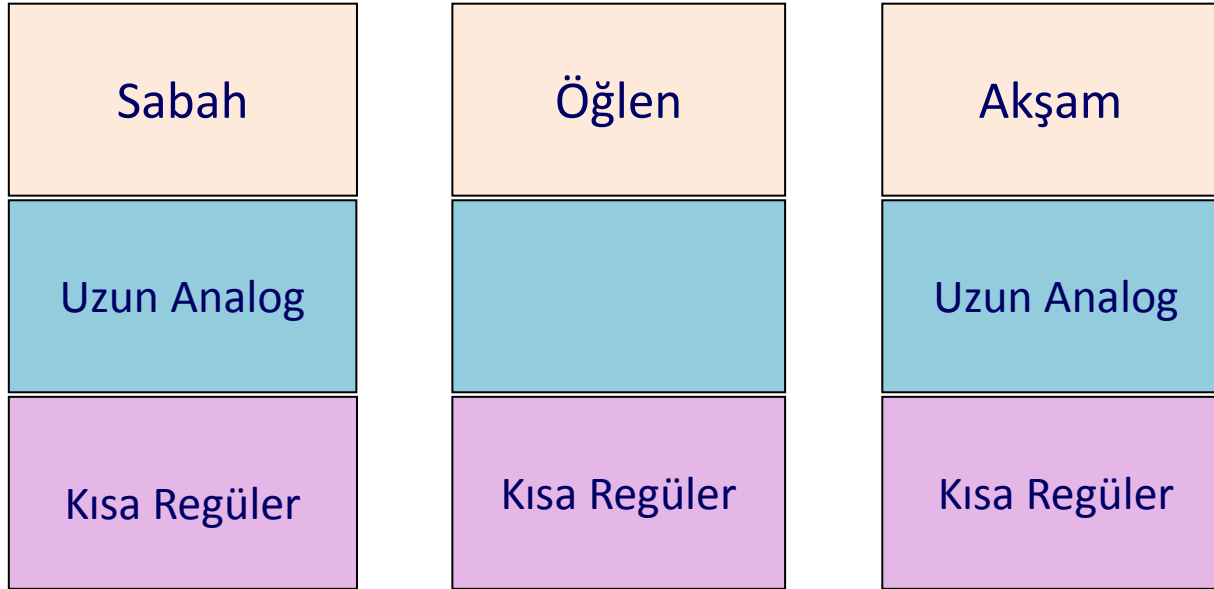 Sabah
Öğlen
Akşam
Uzun Analog
Uzun Analog
Kısa Regüler
Kısa Regüler
Kısa Regüler